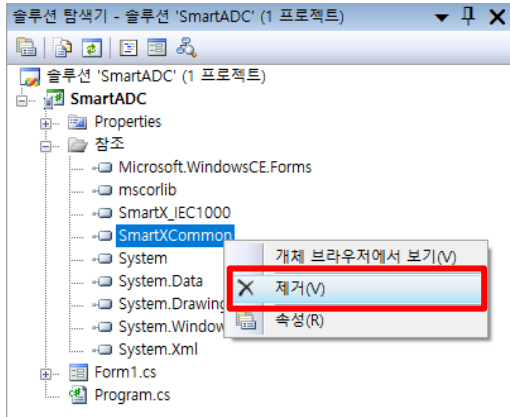 솔루션 탐색기 - 솔루션 'SmartADC' (1 프로젝트)
솔루션 'SmartADC' (1 프로젝트)
SmartADC
Properties
참조
Microsoft.WindowsCE.Forms
mscorlib
SmartX_IEC1000
SmartXCommon
System
개체 브라우저에서 보기(V)
System.Data
제거(V)
System.Drawing
속성(R)
System.Window
System.Xml
Form1.cs
Program.cs